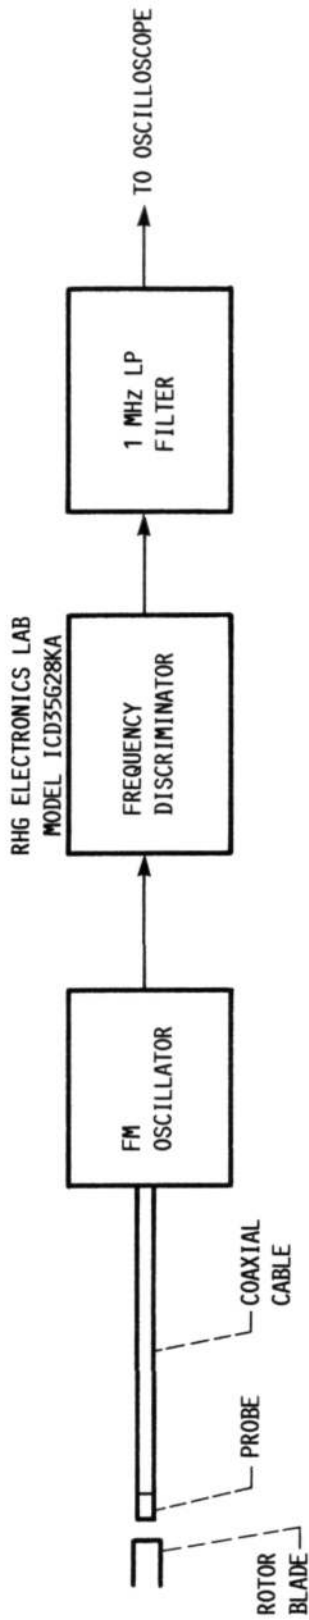 ROTOR
BLADE
PROBE
COAXIAL
CABLE
FM
OSCILLATOR
RHG ELECTRONICS LAB
MODEL ICD35G28KA
FREQUENCY
DISCRIMINATOR
1 MHz LP
FILTER
TO OSCILLOSCOPE